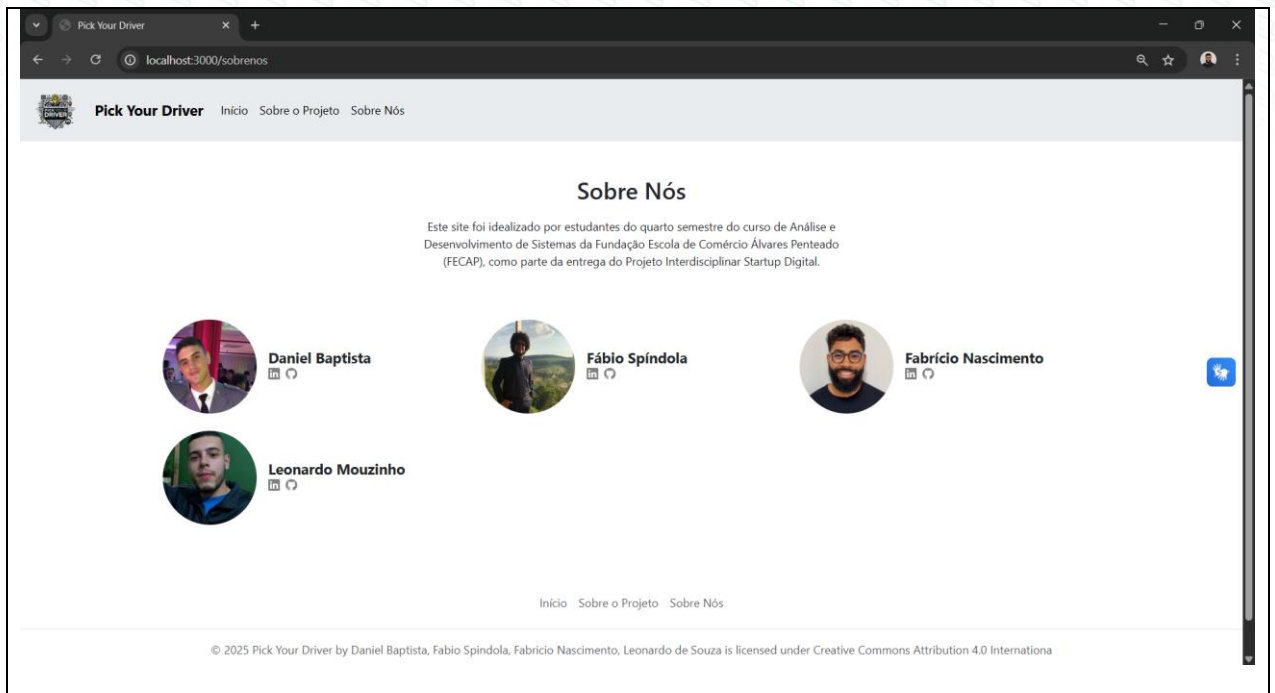 Pick Your Driver
localhost:3000/sobrenos
Pick Your Driver Início Sobre o Projeto Sobre Nós
Sobre Nós
Este site foi idealizado por estudantes do quarto semestre do curso de Análise e
Desenvolvimento de Sistemas da Fundação Escola de Comércio Álvares Penteado
(FECAP), como parte da entrega do Projeto Interdisciplinar Startup Digital.
Daniel Baptista
in
Fábio Spíndola
in
Fabrício Nascimento
in
Leonardo Mouzinho
in
Início Sobre o Projeto Sobre Nós
© 2025 Pick Your Driver by Daniel Baptista, Fabio Spindola, Fabricio Nascimento, Leonardo de Souza is licensed under Creative Commons Attribution 4.0 Internationa